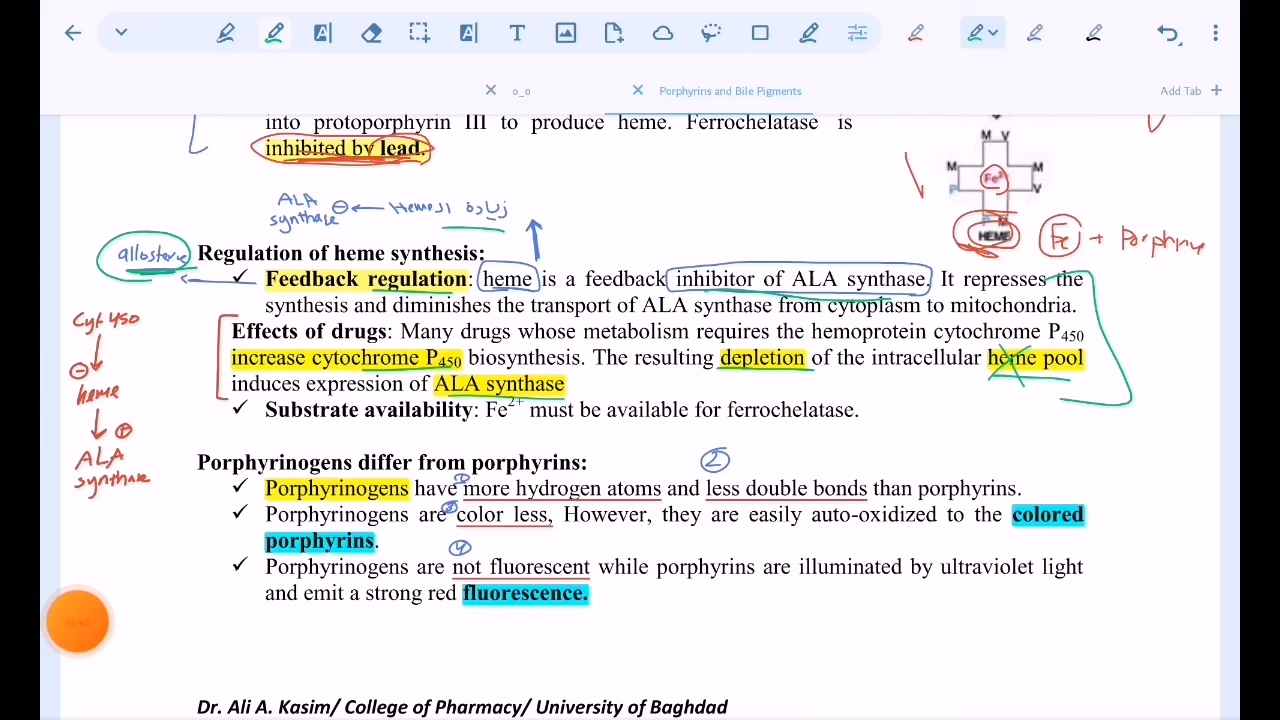 o_o
Porphyrins and Bile Pigments
Add Tab +
into protoporphyrin III to produce heme. Ferrochelatase is
inhibited by lead.
M V
M
M
P
Fe²
V
P M
HEME
Fe + Porphyrine
ALA synthase ⊖ ← Heme زيادة ال
allosteric
Regulation of heme synthesis:
✓ Feedback regulation: heme is a feedback inhibitor of ALA synthase. It represses the
synthesis and diminishes the transport of ALA synthase from cytoplasm to mitochondria.
Effects of drugs: Many drugs whose metabolism requires the hemoprotein cytochrome P450
increase cytochrome P450 biosynthesis. The resulting depletion of the intracellular heme pool
induces expression of ALA synthase
✓ Substrate availability: Fe2+ must be available for ferrochelatase.
Cyt 450
⊖
heme
⊕
ALA
synthase
Porphyrinogens differ from porphyrins:
②
✓ Porphyrinogens have more hydrogen atoms and less double bonds than porphyrins.
✓ Porphyrinogens are color less, However, they are easily auto-oxidized to the colored
porphyrins.
④
✓ Porphyrinogens are not fluorescent while porphyrins are illuminated by ultraviolet light
and emit a strong red fluorescence.
Dr. Ali A. Kasim/ College of Pharmacy/ University of Baghdad